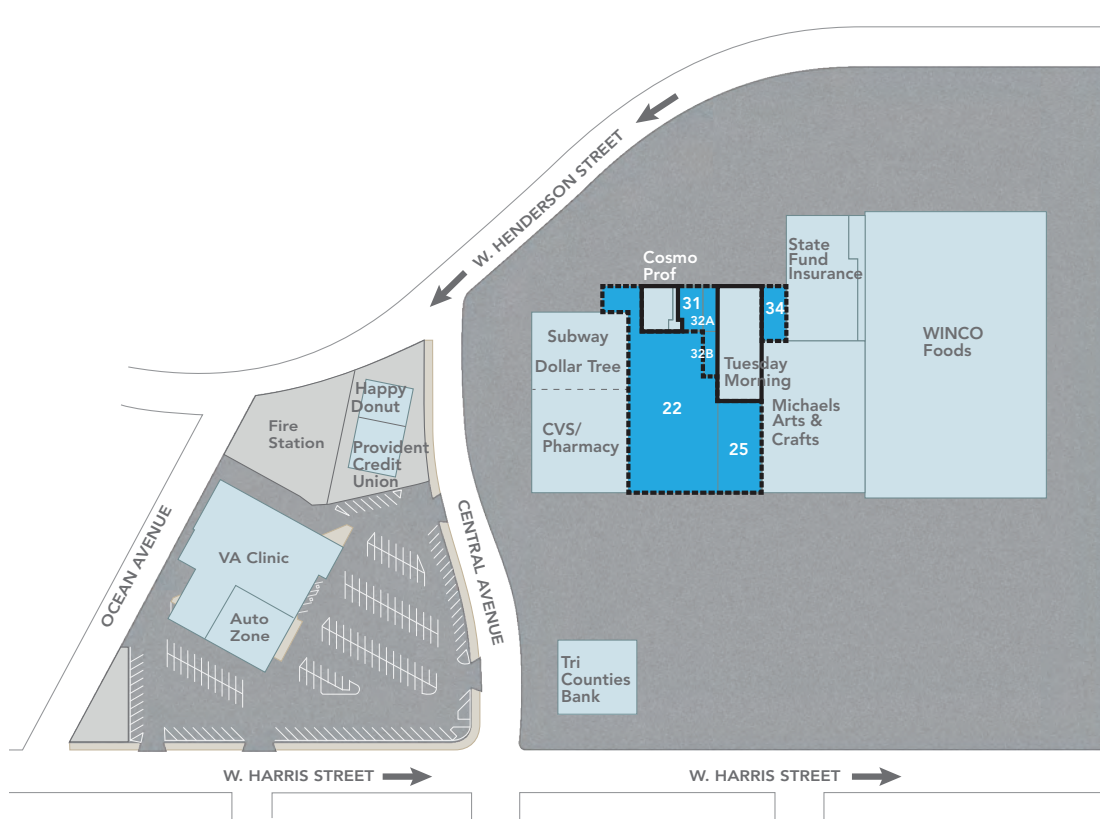 W. HENDERSON STREET
Cosmo
Prof
State
Fund
Insurance
31
32A
34
32B
WINCO
Foods
Subway
Dollar Tree
Tuesday
Morning
22
Michaels
Arts &
Crafts
CVS/
Pharmacy
25
Happy
Donut
Fire
Station
Provident
Credit
Union
OCEAN AVENUE
CENTRAL AVENUE
VA Clinic
Auto
Zone
Tri
Counties
Bank
W. HARRIS STREET
W. HARRIS STREET